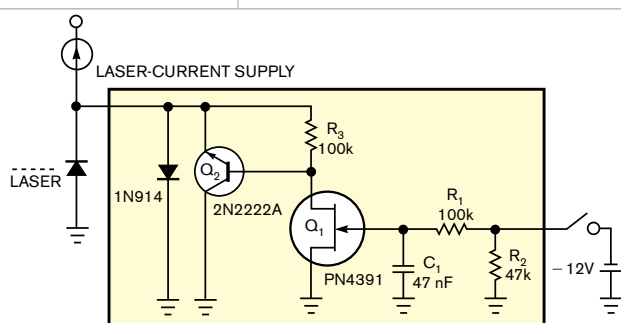 LASER-CURRENT SUPPLY
R3
100k
Q2
LASER
1N914
2N2222A
R1
100k
Q1
C1
47 nF
R2
47k
−12V
PN4391